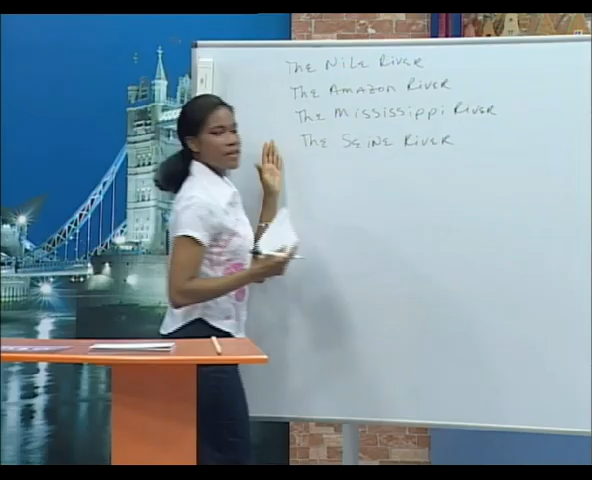 The Nile River
The Amazon River
The Mississippi River
The Seine River